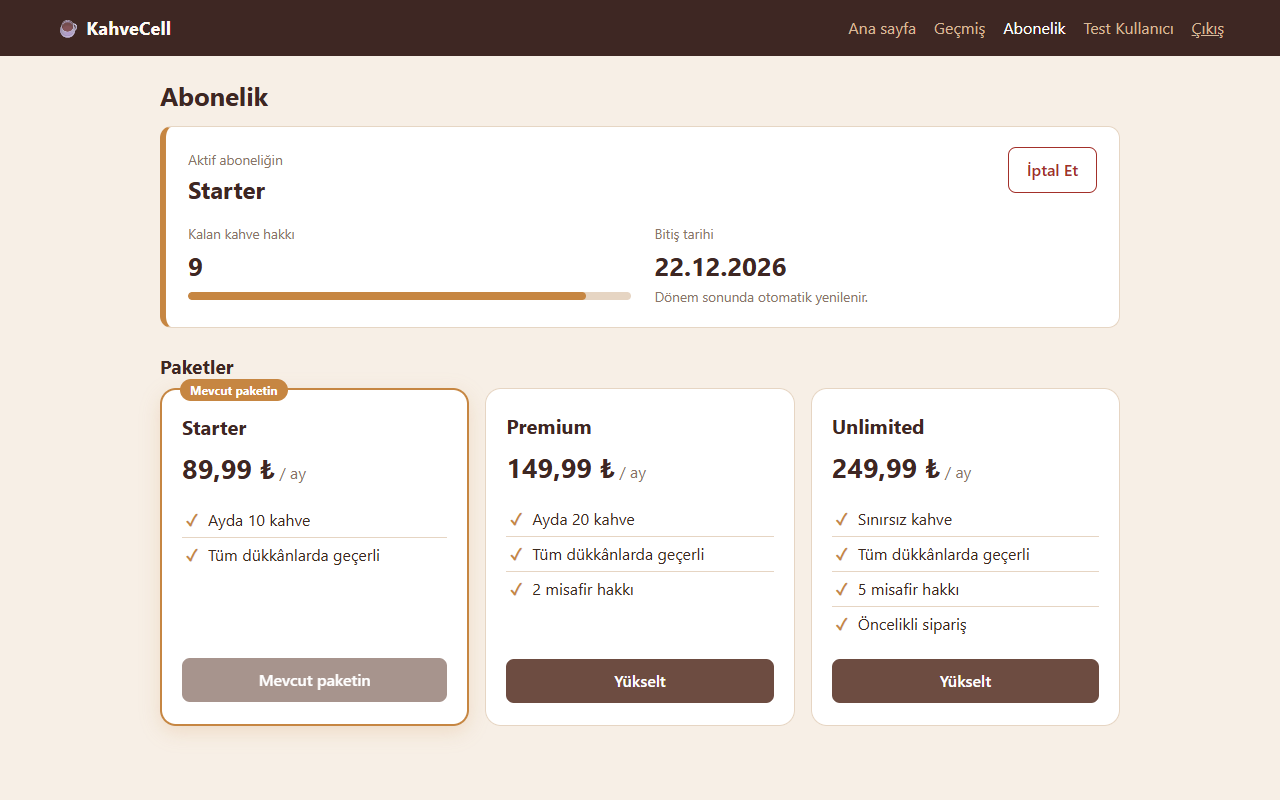 KahveCell
Ana sayfa Geçmiş Abonelik Test Kullanıcı Çıkış
Abonelik
Aktif aboneliğin
Starter
İptal Et
Kalan kahve hakkı
9
Bitiş tarihi
22.12.2026
Dönem sonunda otomatik yenilenir.
Paketler
Mevcut paketin
Starter
89,99 ₺ / ay
✓ Ayda 10 kahve
✓ Tüm dükkânlarda geçerli
Mevcut paketin
Premium
149,99 ₺ / ay
✓ Ayda 20 kahve
✓ Tüm dükkânlarda geçerli
✓ 2 misafir hakkı
Yükselt
Unlimited
249,99 ₺ / ay
✓ Sınırsız kahve
✓ Tüm dükkânlarda geçerli
✓ 5 misafir hakkı
✓ Öncelikli sipariş
Yükselt